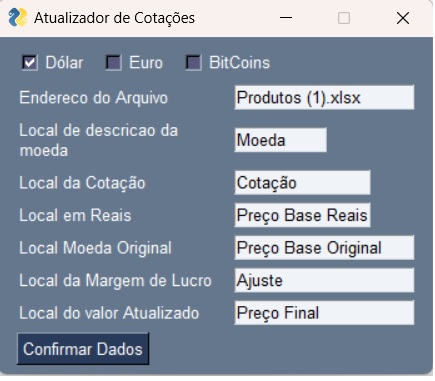 Atualizador de Cotações
Dólar Euro BitCoins
Endereco do Arquivo Produtos (1).xlsx
Local de descricao da
moeda Moeda
Local da Cotação Cotação
Local em Reais Preço Base Reais
Local Moeda Original Preço Base Original
Local da Margem de Lucro Ajuste
Local do valor Atualizado Preço Final
Confirmar Dados